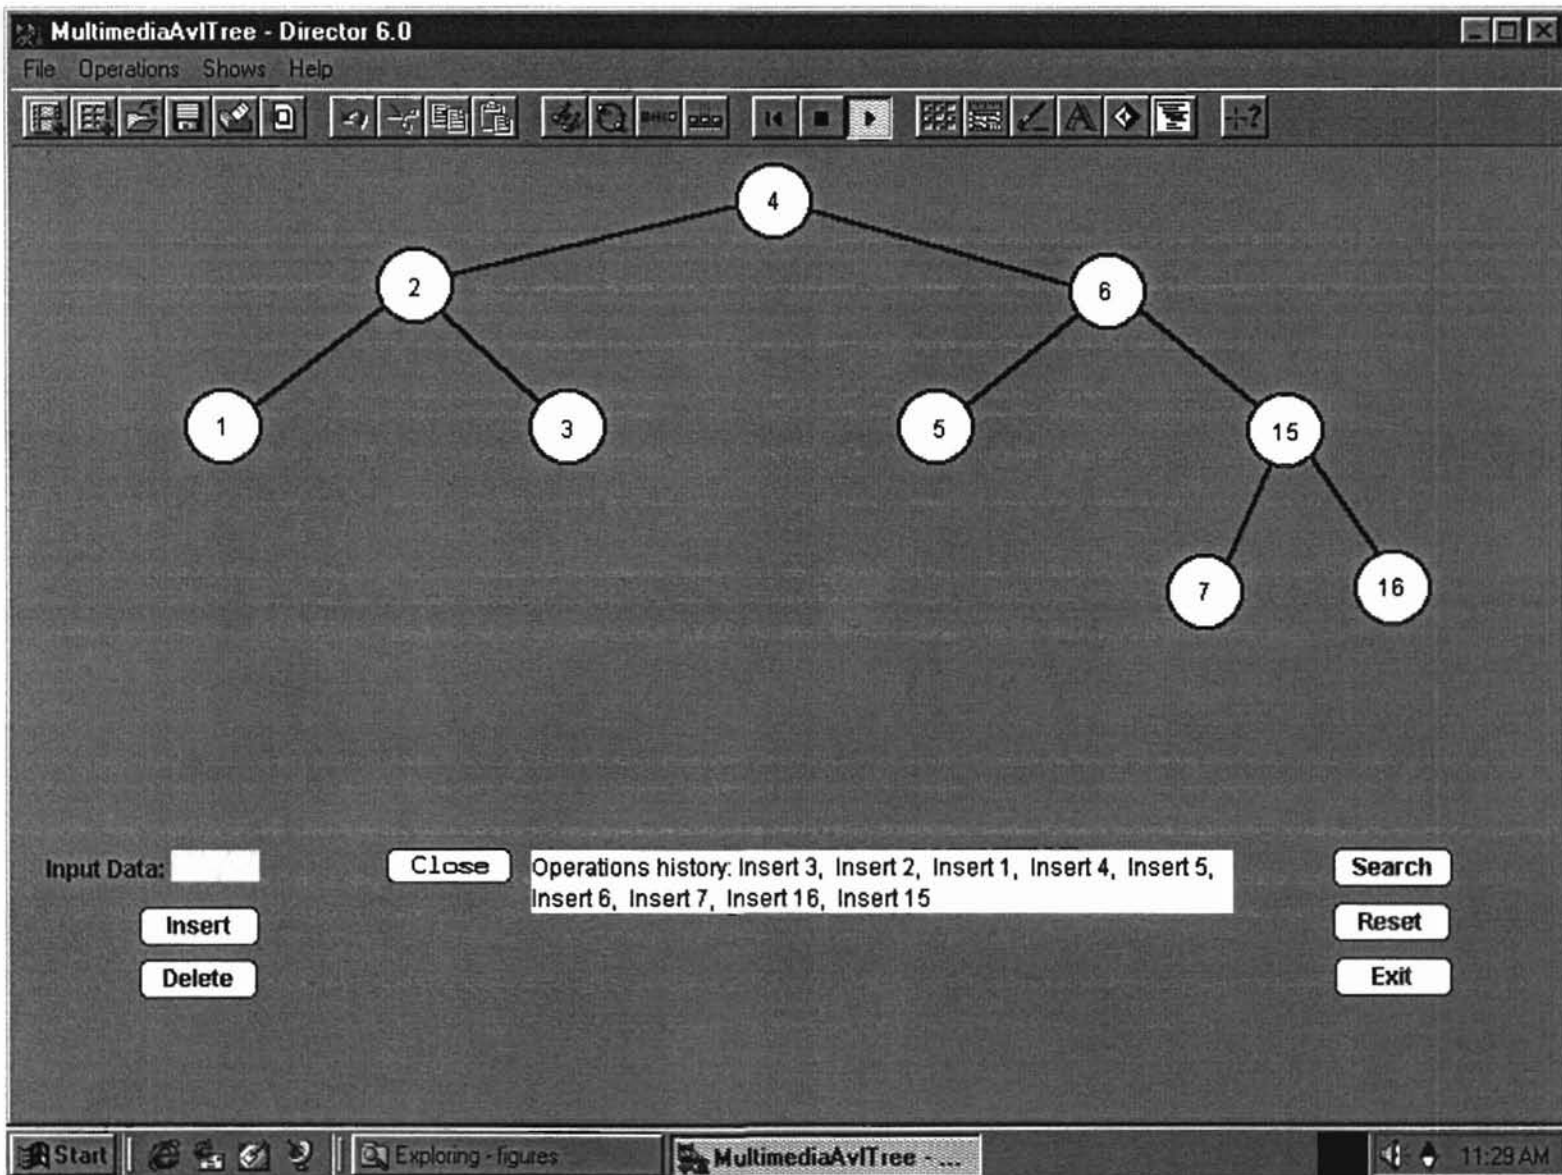 MultimediaAvlTree - Director 6.0
File Operations Shows Help
4
2
6
1
3
5
15
7
16
Input Data:
Close
Operations history: Insert 3, Insert 2, Insert 1, Insert 4, Insert 5,
Insert 6, Insert 7, Insert 16, Insert 15
Search
Insert
Reset
Delete
Exit
Start
Exploring - figures
MultimediaAvlTree - ...
11:29 AM